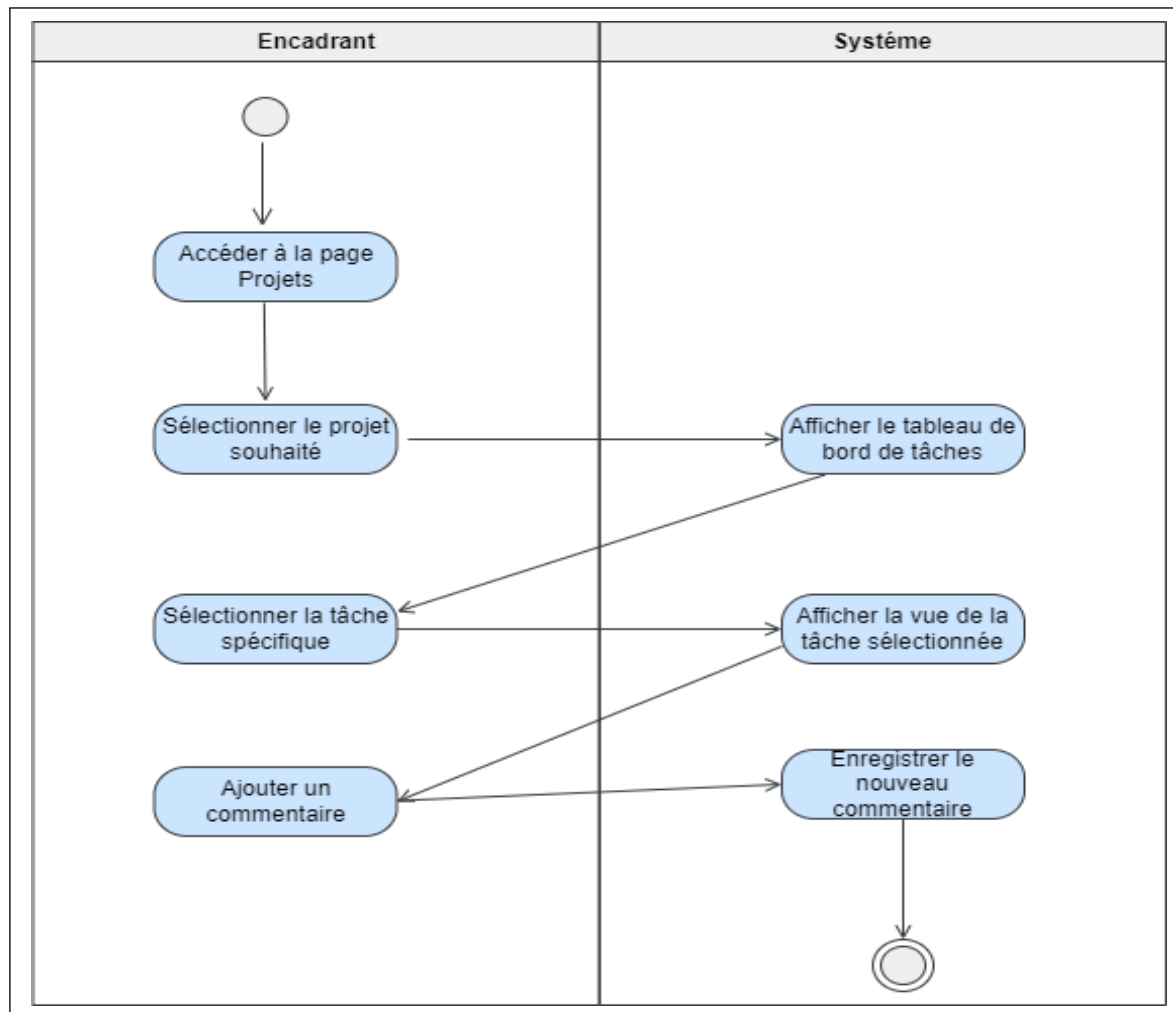 Encadrant
Systéme
Accéder à la page
Projets
Sélectionner le projet
souhaité
Afficher le tableau de
bord de tâches
Sélectionner la tâche
spécifique
Afficher la vue de la
tâche sélectionnée
Ajouter un
commentaire
Enregistrer le
nouveau
commentaire